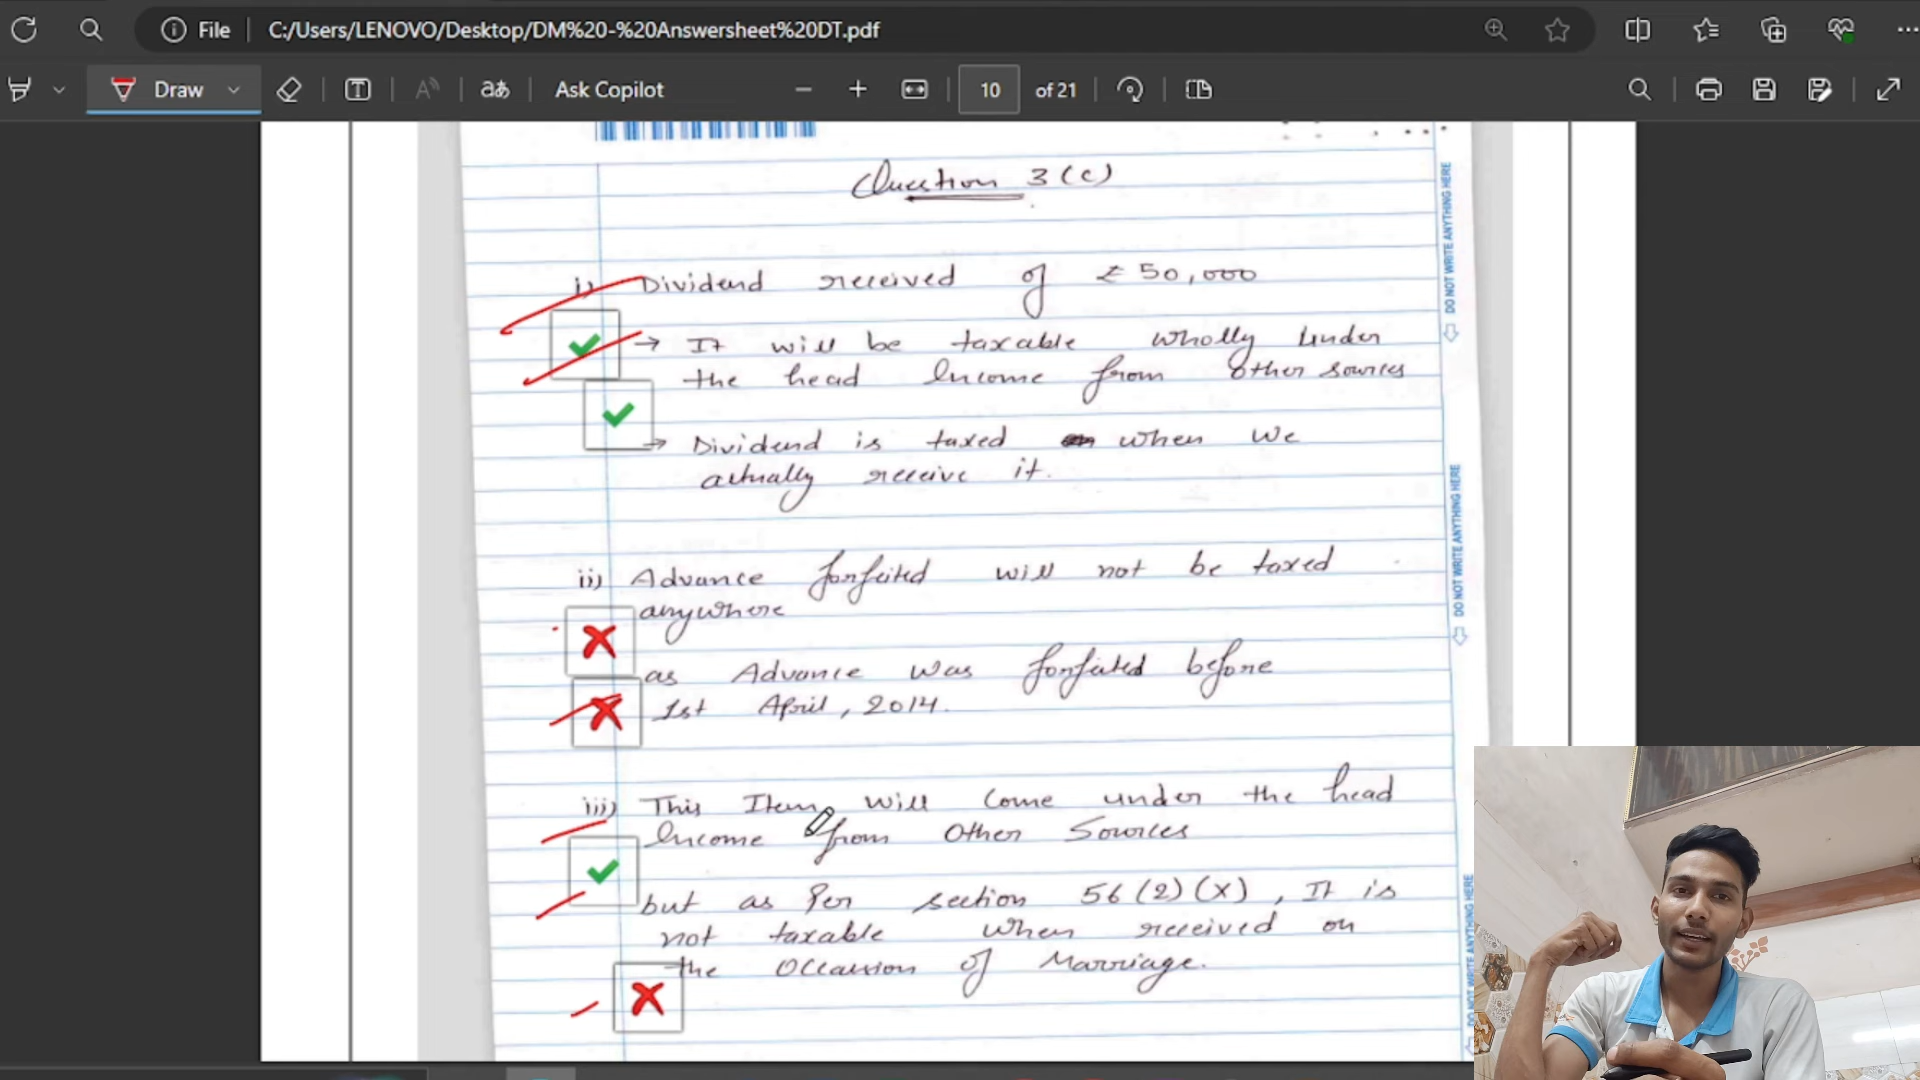 File
C:/Users/LENOVO/Desktop/DM%20-%20Answersheet%20DT.pdf
Draw
Ask Copilot
10 of 21
Question 3(c)
i) Dividend received of ₹ 50,000
→ It will be taxable wholly under
the head Income from other sources
→ Dividend is taxed when we
actually receive it.
ii) Advance forfeited will not be taxed
anywhere
as Advance was forfeited before
1st April, 2014.
iii) This Item will come under the head
Income from Other Sources
but as Per section 56(2)(x), It is
not taxable when received on
the Occasion of Marriage.
DO NOT WRITE ANYTHING HERE
DO NOT WRITE ANYTHING HERE
DO NOT WRITE ANYTHING HERE